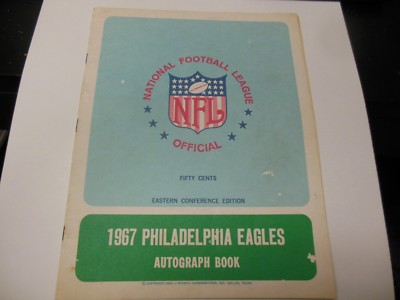 NATIONAL FOOTBALL LEAGUE
NFL
OFFICIAL
FIFTY CENTS
EASTERN CONFERENCE EDITION
1967 PHILADELPHIA EAGLES
AUTOGRAPH BOOK